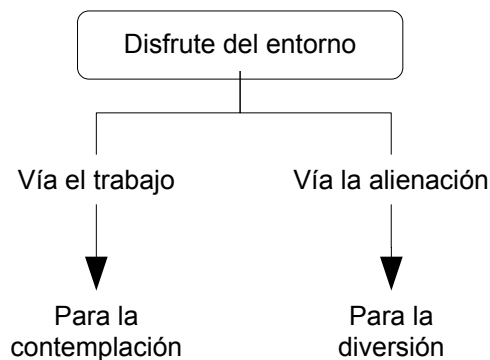 Disfrute del entorno
Vía el trabajo
Vía la alienación
Para la
contemplación
Para la
diversión